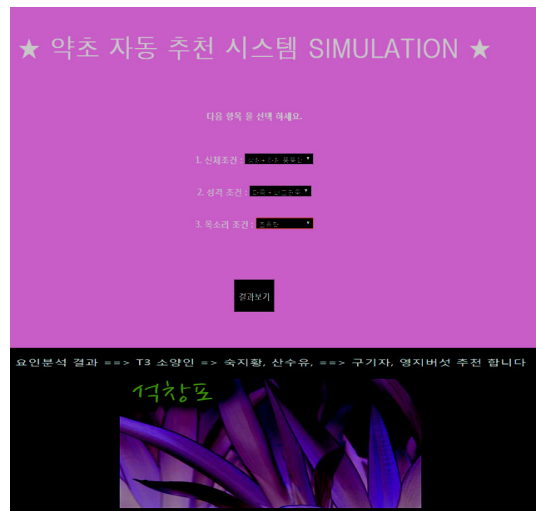 ★ 약초 자동 추천 시스템 SIMULATION ★
다음 항목 을 선택 하세요.
1. 신체조건 :
2. 성격 조건 :
3. 목소리 조건 :
결과보기
요인분석 결과 ==> T3 소양인 => 숙지황, 산수유, ==> 구기자, 영지버섯 추천 합니다
석창포